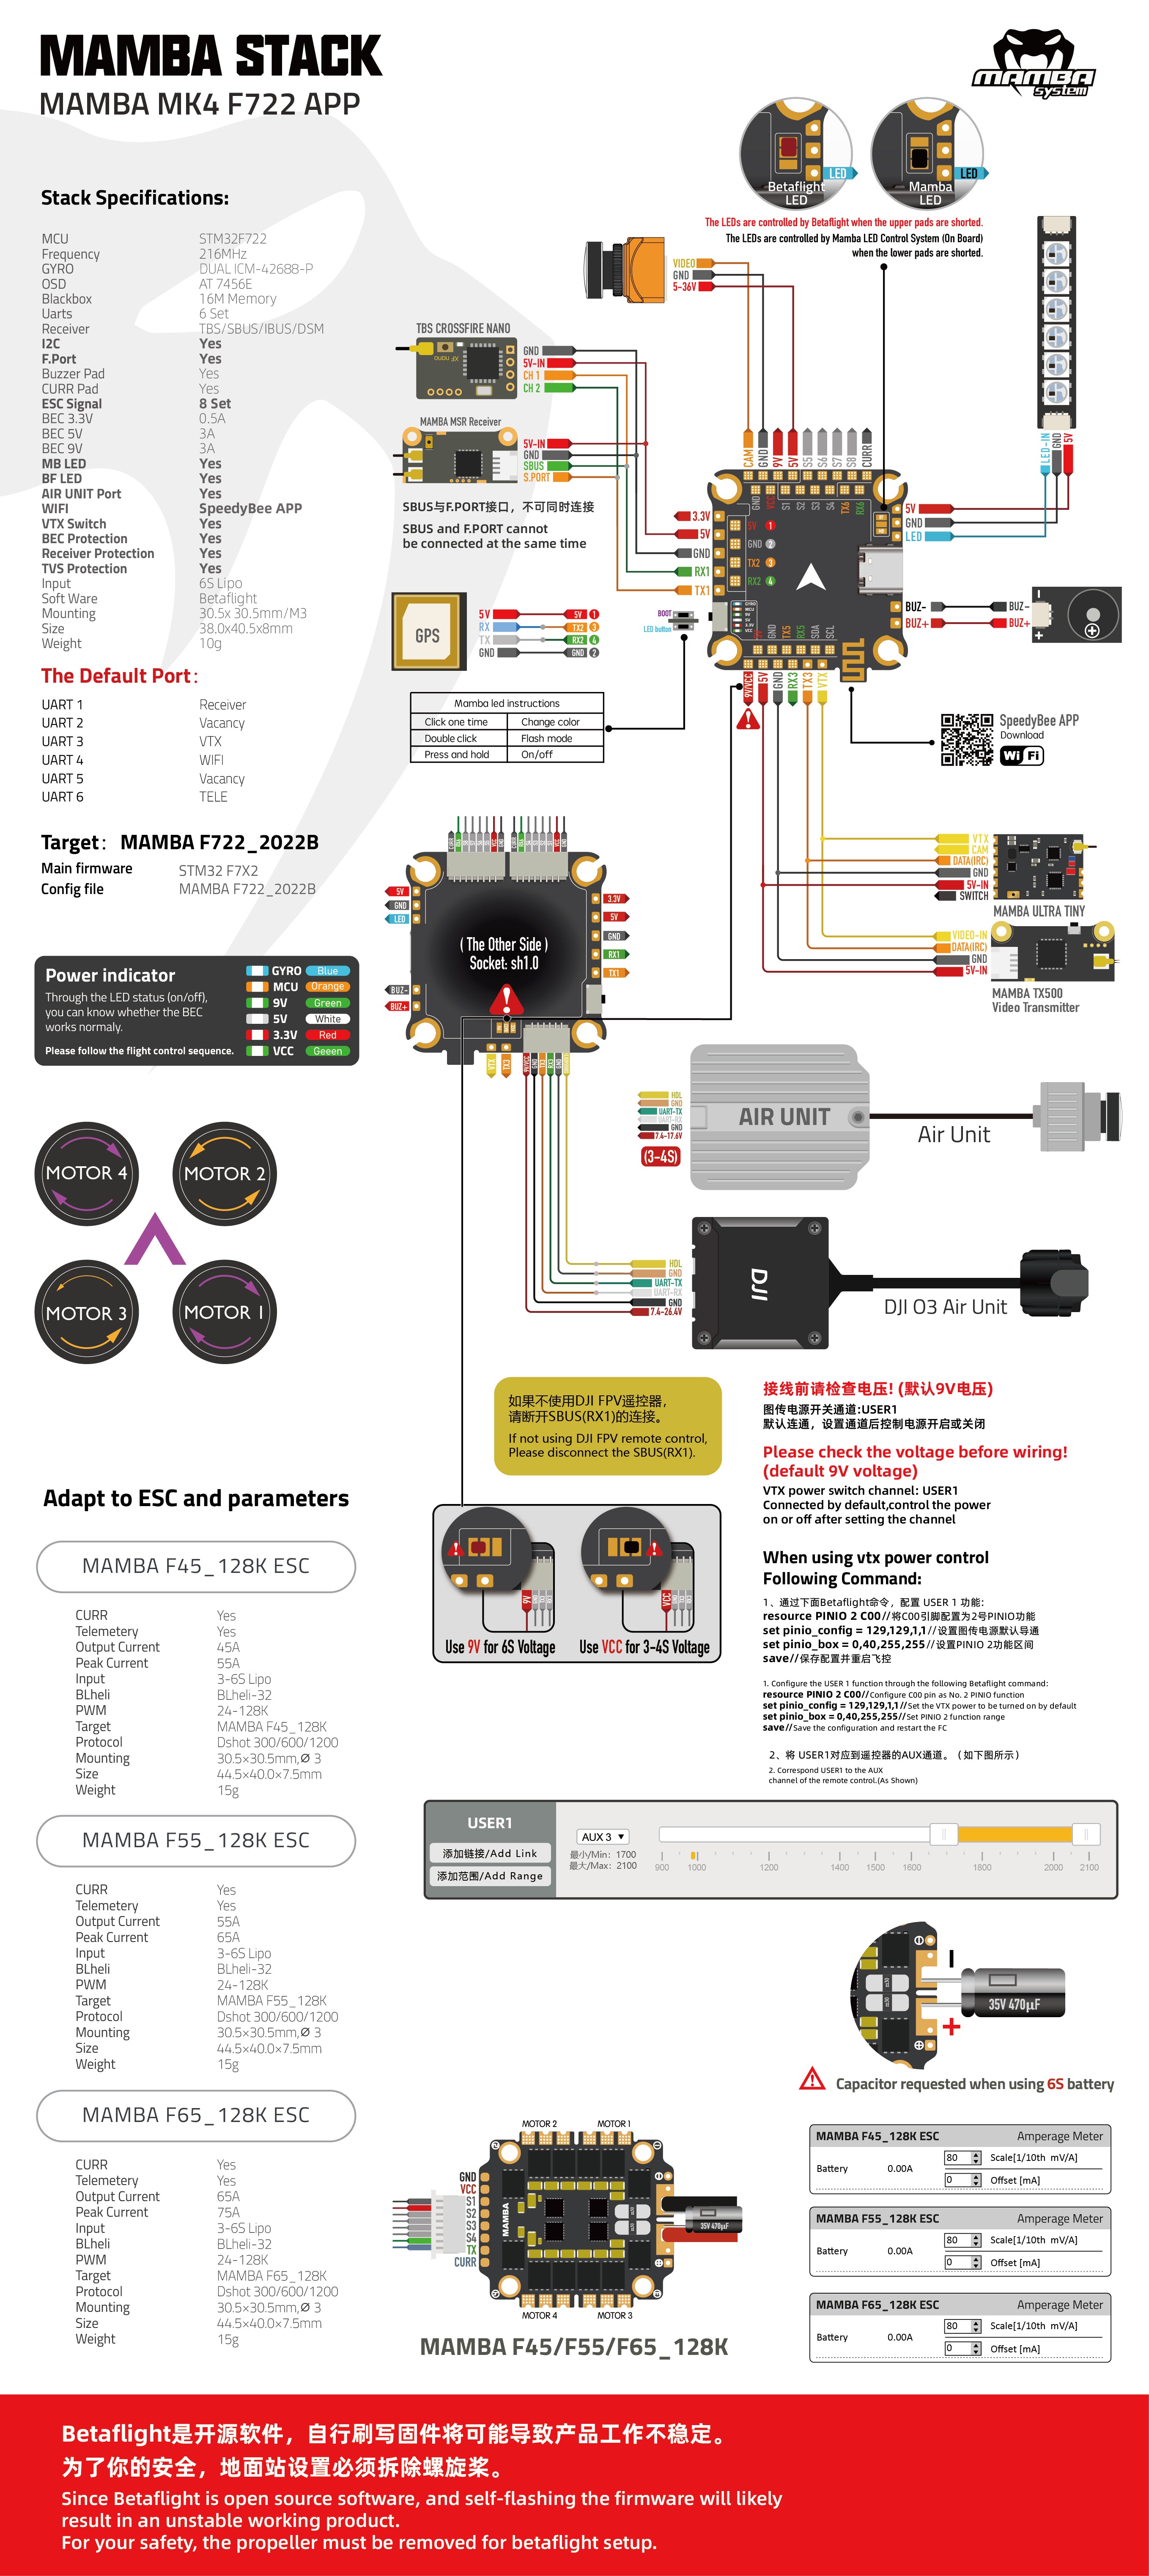 MAMBA STACK
MAMBA MK4 F722 APP
MAMBA
system
Betaflight
LED
LED
Mamba
LED
LED
The LEDs are controlled by Betaflight when the upper pads are shorted.
The LEDs are controlled by Mamba LED Control System (On Board)
when the lower pads are shorted.
Stack Specifications:
MCU STM32F722
Frequency 216MHz
GYRO DUAL ICM-42688-P
OSD AT 7456E
Blackbox 16M Memory
Uarts 6 Set
Receiver TBS/SBUS/IBUS/DSM
I2C Yes
F.Port Yes
Buzzer Pad Yes
CURR Pad Yes
ESC Signal 8 Set
BEC 3.3V 0.5A
BEC 5V 3A
BEC 9V 3A
MB LED Yes
BF LED Yes
AIR UNIT Port Yes
WIFI SpeedyBee APP
VTX Switch Yes
BEC Protection Yes
Receiver Protection Yes
TVS Protection Yes
Input 6S Lipo
Soft Ware Betaflight
Mounting 30.5x 30.5mm/M3
Size 38.0x40.5x8mm
Weight 10g
The Default Port:
UART 1 Receiver
UART 2 Vacancy
UART 3 VTX
UART 4 WIFI
UART 5 Vacancy
UART 6 TELE
Target: MAMBA F722_2022B
Main firmware STM32 F7X2
Config file MAMBA F722_2022B
VIDEO
GND
5-36V
TBS CROSSFIRE NANO
GND
5V-IN
CH 1
CH 2
MAMBA MSR Receiver
5V-IN
GND
SBUS
S.PORT
SBUS与F.PORT接口，不可同时连接
SBUS and F.PORT cannot
be connected at the same time
GPS
5V 5V 1
RX TX2 3
TX RX2 4
GND GND 2
CAM
GND
9V
5V
S5
S6
S7
S8
CURR
GND
S1
S2
S3
S4
TX6
RX6
3.3V
5V
GND
RX1
TX1
5V 1
GND 2
TX2 3
RX2 4
GND
TX5
RX5
SDA
SCL
BOOT
LED button
9V/VCC
5V
GND
RX3
TX3
VTX
LED-IN
GND
5V
5V
GND
LED
BUZ- BUZ-
BUZ+ BUZ+
Mamba led instructions
Click one time Change color
Double click Flash mode
Press and hold On/off
SpeedyBee APP
Download
Wi Fi
VTX
CAM
DATA(IRC)
GND
5V-IN
SWITCH
MAMBA ULTRA TINY
VIDEO-IN
DATA(IRC)
GND
5V-IN
MAMBA TX500
Video Transmitter
5V
GND
LED
BUZ-
BUZ+
( The Other Side )
Socket: sh1.0
3.3V
5V
GND
RX1
TX1
VTX
TX3
Power indicator
Through the LED status (on/off),
you can know whether the BEC
works normaly.
Please follow the flight control sequence.
GYRO Blue
MCU Orange
9V Green
5V White
3.3V Red
VCC Geeen
HDL
GND
UART-TX
UART-RX
GND
7.4-17.6V
(3-4S)
AIR UNIT
Air Unit
MOTOR 4
MOTOR 2
MOTOR 3
MOTOR 1
HDL
GND
UART-TX
UART-RX
GND
7.4-26.4V
DJI
DJI O3 Air Unit
如果不使用DJI FPV遥控器，
请断开SBUS(RX1)的连接。
If not using DJI FPV remote control,
Please disconnect the SBUS(RX1).
接线前请检查电压! (默认9V电压)
图传电源开关通道:USER1
默认连通，设置通道后控制电源开启或关闭
Please check the voltage before wiring!
(default 9V voltage)
VTX power switch channel: USER1
Connected by default,control the power
on or off after setting the channel
Use 9V for 6S Voltage
Use VCC for 3-4S Voltage
9V
VCC
When using vtx power control
Following Command:
1、通过下面Betaflight命令，配置 USER 1 功能:
resource PINIO 2 C00//将C00引脚配置为2号PINIO功能
set pinio_config = 129,129,1,1//设置图传电源默认导通
set pinio_box = 0,40,255,255//设置PINIO 2功能区间
save//保存配置并重启飞控
1. Configure the USER 1 function through the following Betaflight command:
resource PINIO 2 C00//Configure C00 pin as No. 2 PINIO function
set pinio_config = 129,129,1,1//Set the VTX power to be turned on by default
set pinio_box = 0,40,255,255//Set PINIO 2 function range
save//Save the configuration and restart the FC
2、将 USER1对应到遥控器的AUX通道。（如下图所示）
2. Correspond USER1 to the AUX
channel of the remote control.(As Shown)
USER1
添加链接/Add Link
添加范围/Add Range
AUX 3
最小/Min: 1700
最大/Max: 2100
900 1000 1200 1400 1500 1600 1800 2000 2100
Adapt to ESC and parameters
MAMBA F45_128K ESC
CURR Yes
Telemetery Yes
Output Current 45A
Peak Current 55A
Input 3-6S Lipo
BLheli BLheli-32
PWM 24-128K
Target MAMBA F45_128K
Protocol Dshot 300/600/1200
Mounting 30.5×30.5mm,Ø 3
Size 44.5×40.0×7.5mm
Weight 15g
MAMBA F55_128K ESC
CURR Yes
Telemetery Yes
Output Current 55A
Peak Current 65A
Input 3-6S Lipo
BLheli BLheli-32
PWM 24-128K
Target MAMBA F55_128K
Protocol Dshot 300/600/1200
Mounting 30.5×30.5mm,Ø 3
Size 44.5×40.0×7.5mm
Weight 15g
MAMBA F65_128K ESC
CURR Yes
Telemetery Yes
Output Current 65A
Peak Current 75A
Input 3-6S Lipo
BLheli BLheli-32
PWM 24-128K
Target MAMBA F65_128K
Protocol Dshot 300/600/1200
Mounting 30.5×30.5mm,Ø 3
Size 44.5×40.0×7.5mm
Weight 15g
35V 470μF
Capacitor requested when using 6S battery
MOTOR 2
MOTOR 1
GND
VCC
S1
S2
S3
S4
TX
CURR
MAMBA
35V 470μF
MOTOR 4
MOTOR 3
MAMBA F45/F55/F65_128K
MAMBA F45_128K ESC Amperage Meter
Battery 0.00A
80 Scale[1/10th mV/A]
0 Offset [mA]
MAMBA F55_128K ESC Amperage Meter
Battery 0.00A
80 Scale[1/10th mV/A]
0 Offset [mA]
MAMBA F65_128K ESC Amperage Meter
Battery 0.00A
80 Scale[1/10th mV/A]
0 Offset [mA]
Betaflight是开源软件，自行刷写固件将可能导致产品工作不稳定。
为了你的安全，地面站设置必须拆除螺旋桨。
Since Betaflight is open source software, and self-flashing the firmware will likely
result in an unstable working product.
For your safety, the propeller must be removed for betaflight setup.